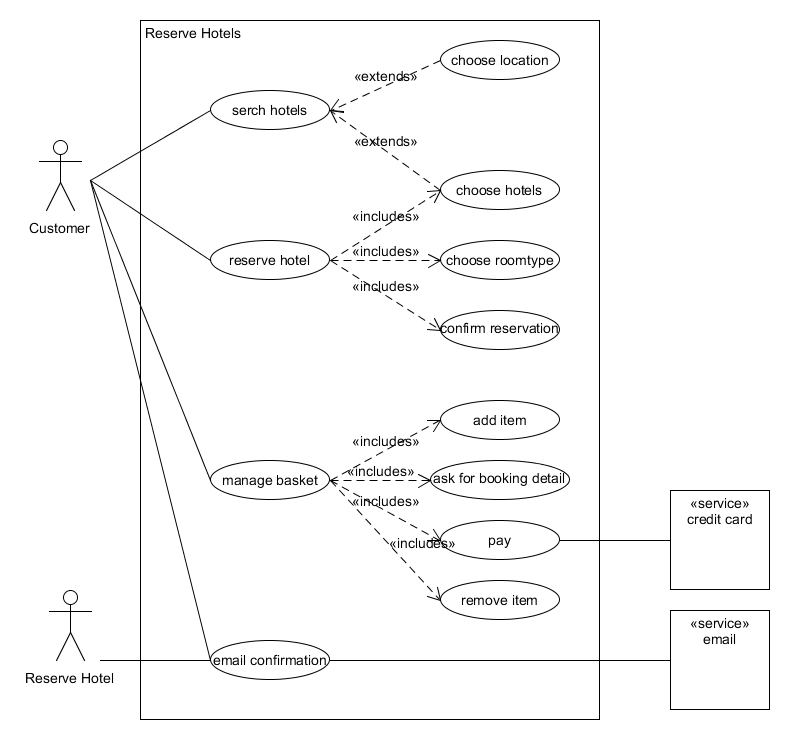 Reserve Hotels
choose location
«extends»
serch hotels
«extends»
Customer
choose hotels
«includes»
reserve hotel
«includes»
choose roomtype
«includes»
confirm reservation
add item
«includes»
manage basket
«includes»
ask for booking detail
«includes»
pay
«includes»
remove item
«service»
credit card
Reserve Hotel
email confirmation
«service»
email